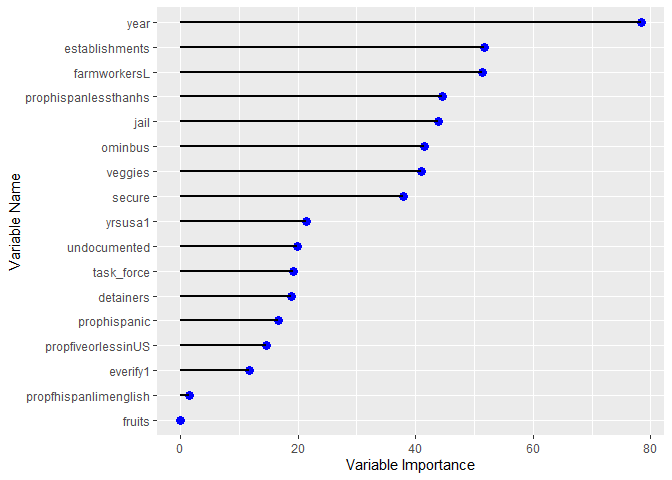 year
establishments
farmworkersL
prophispanlessthanhs
jail
ominbus
veggies
secure
yrsusa1
undocumented
task_force
detainers
prophispanic
propfiveorlessinUS
everify1
propfhispanlimenglish
fruits
Variable Name
0 20 40 60 80
Variable Importance